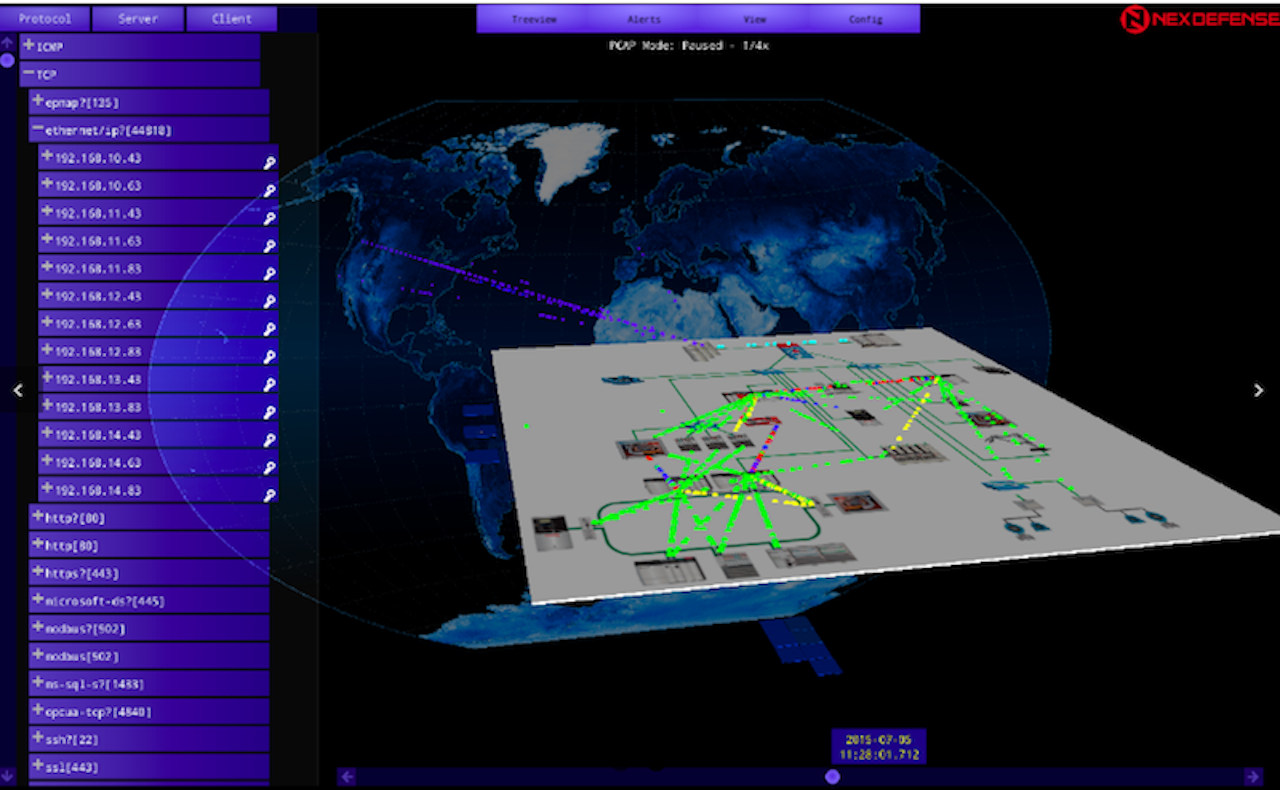 Protocol Server Client
Treeview Alerts View Config
NEXDEFENSE
PCAP Mode: Paused - 1/4x
+ICMP
−TCP
+epmap?[135]
−ethernet/ip?[44818]
+192.168.10.43
+192.168.10.63
+192.168.11.43
+192.168.11.63
+192.168.11.83
+192.168.12.43
+192.168.12.63
+192.168.12.83
+192.168.13.43
+192.168.13.83
+192.168.14.43
+192.168.14.63
+192.168.14.83
+http?[80]
+http[80]
+https?[443]
+microsoft-ds?[445]
+modbus?[502]
+modbus[502]
+ms-sql-s?[1433]
+opcua-tcp?[4840]
+ssh?[22]
+ssl[443]
2015-07-05
11:28:01.712